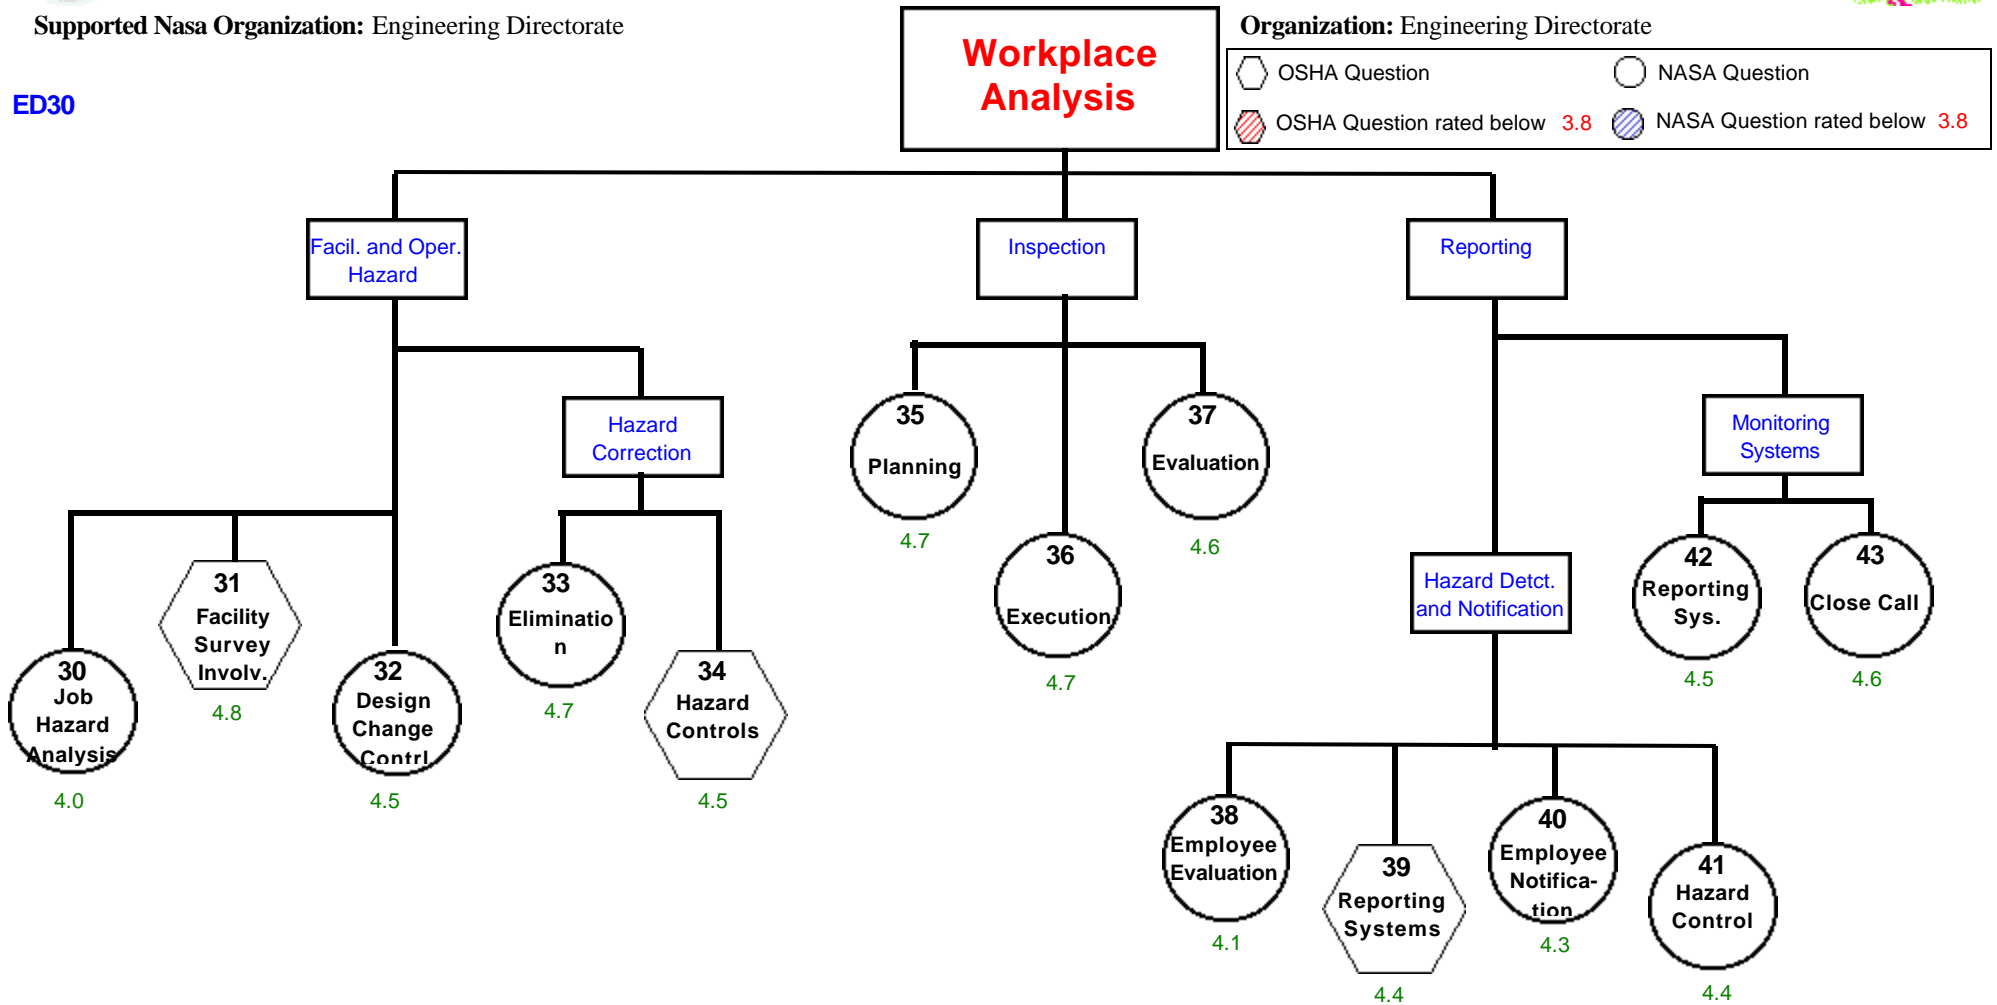 Supported Nasa Organization: Engineering Directorate
Organization: Engineering Directorate
Workplace
Analysis
OSHA Question
NASA Question
OSHA Question rated below 3.8
NASA Question rated below 3.8
ED30
Facil. and Oper.
Hazard
Inspection
Reporting
Hazard
Correction
Monitoring
Systems
Hazard Detct.
and Notification
30
Job
Hazard
Analysis
4.0
31
Facility
Survey
Involv.
4.8
32
Design
Change
Contrl
4.5
33
Eliminatio
n
4.7
34
Hazard
Controls
4.5
35
Planning
4.7
36
Execution
4.7
37
Evaluation
4.6
38
Employee
Evaluation
4.1
39
Reporting
Systems
4.4
40
Employee
Notifica-
tion
4.3
41
Hazard
Control
4.4
42
Reporting
Sys.
4.5
43
Close Call
4.6